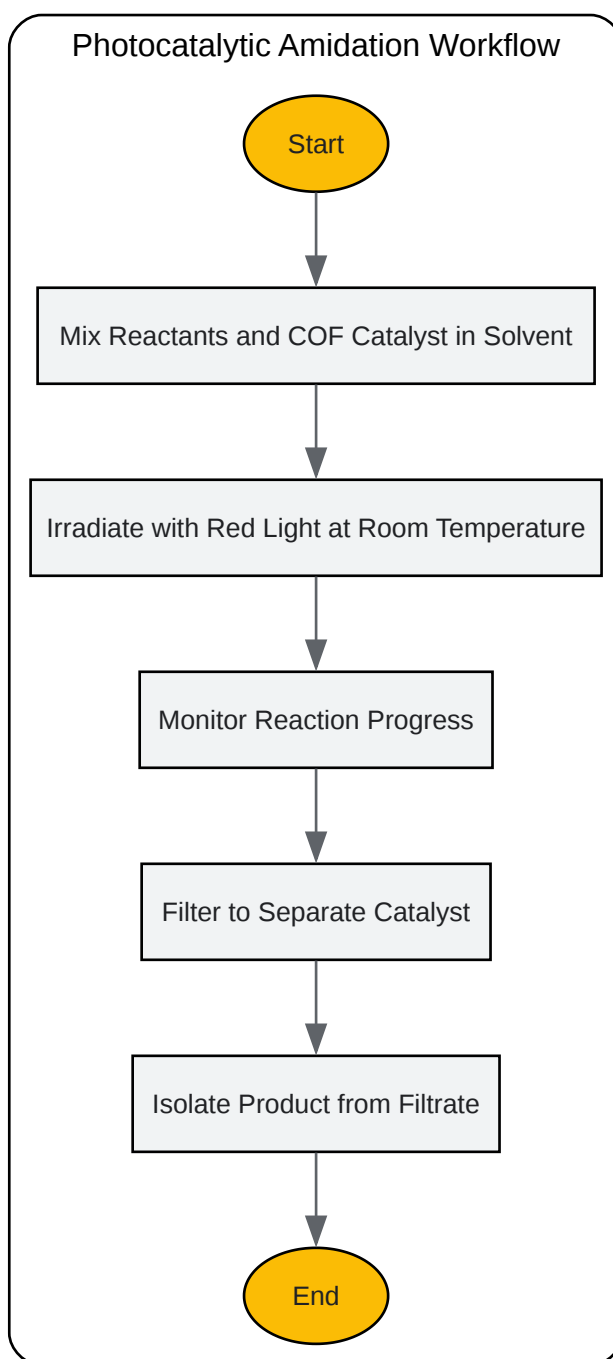 Photocatalytic Amidation Workflow
Start
Mix Reactants and COF Catalyst in Solvent
Irradiate with Red Light at Room Temperature
Monitor Reaction Progress
Filter to Separate Catalyst
Isolate Product from Filtrate
End